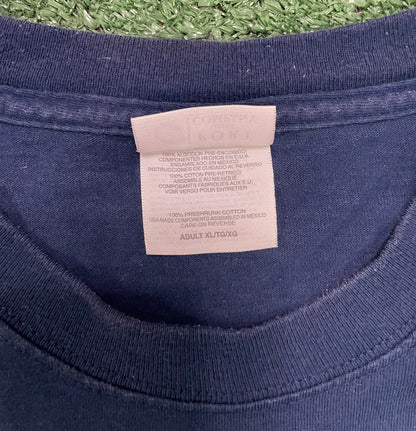 COMPANY
100% ALGODON PRE-ENCOGIDO
COMPONENTES HECHOS EN E.U.A.
ENSAMBLADO EN MEXICO
INSTRUCCIONES DE CUIDADO AL REVERSO
100% COTON PRE-RETRECI
ASSEMBLE AU MEXIQUE
COMPOSANTS FABRIQUES AUX E.U.
VOIR VERSO POUR ENTRETIEN
100% PRESHRUNK COTTON
USA MADE COMPONENTS ASSEMBLED IN MEXICO
CARE ON REVERSE
ADULT XL/TG/XG